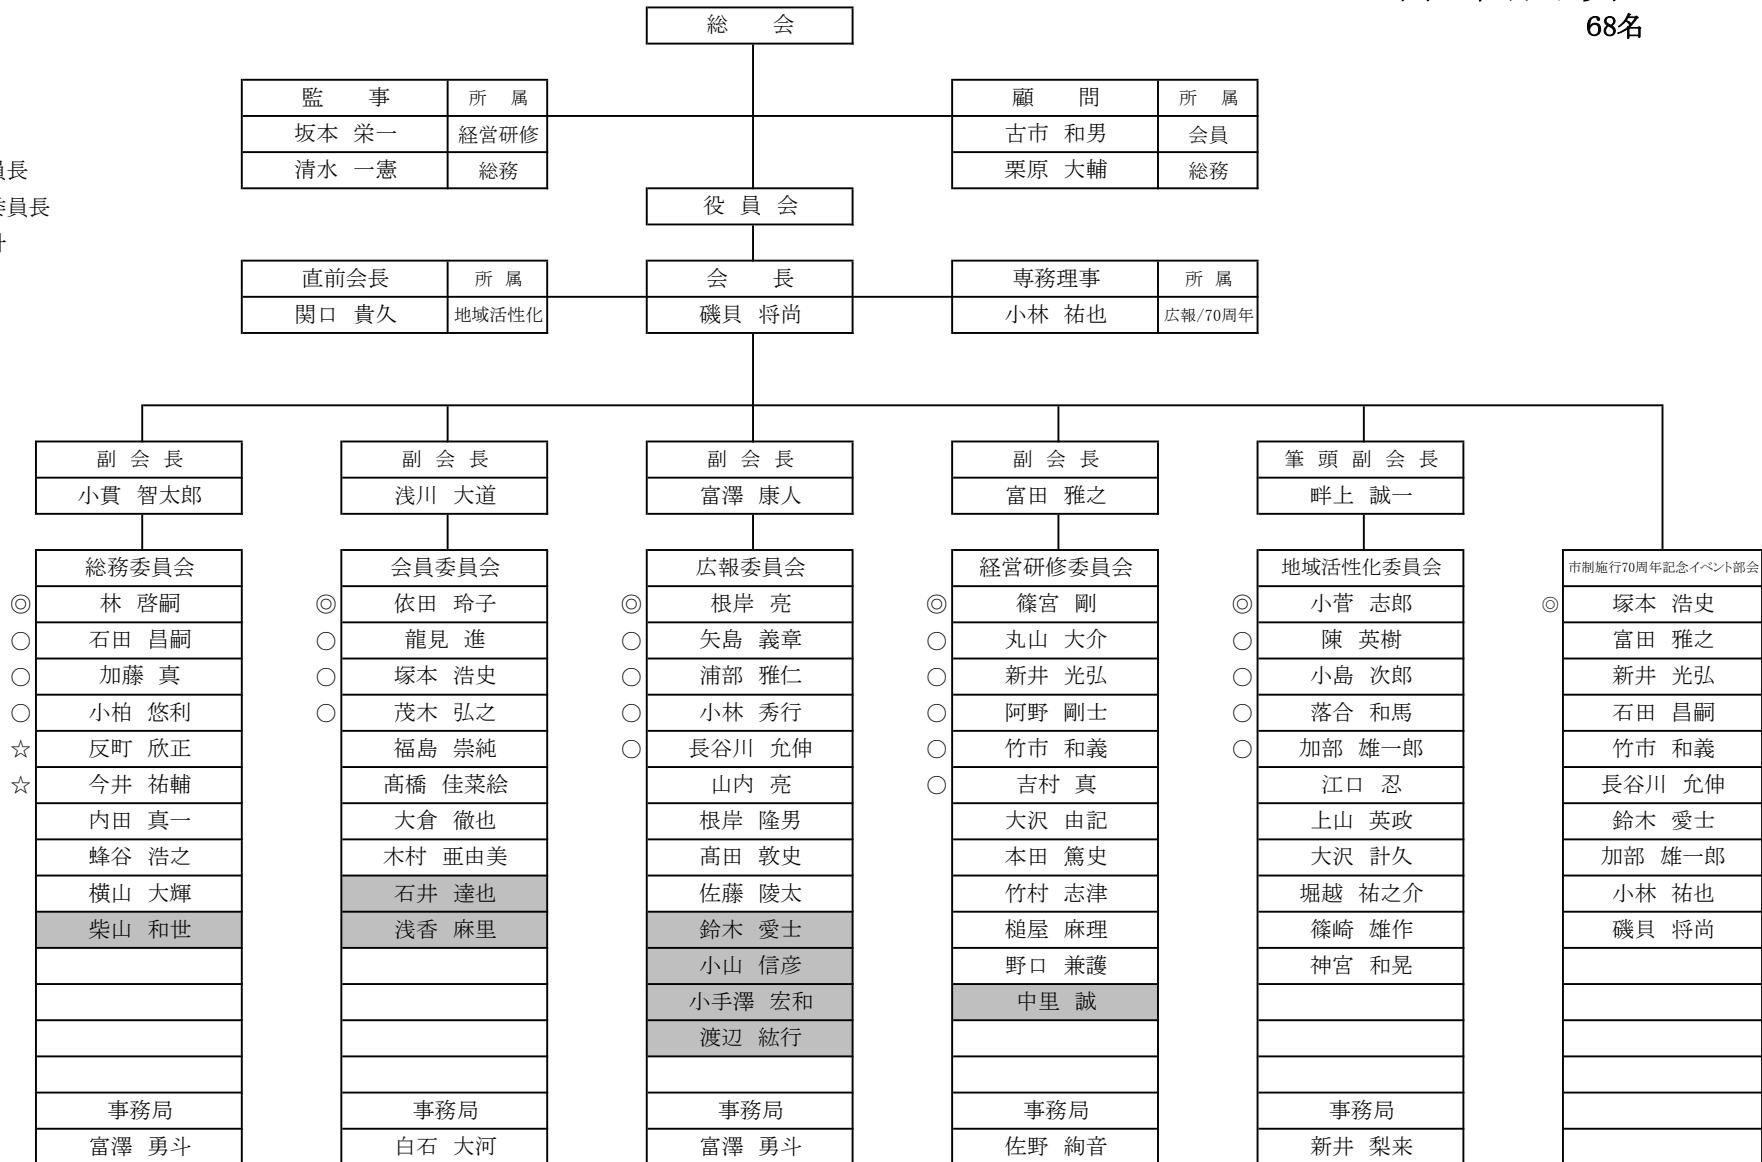 68名
総　会
監　事　所　属
坂本 栄一　経営研修
清水 一憲　総務
顧　問　所　属
古市 和男　会員
栗原 大輔　総務
員長
委員長
役 員 会
直前会長　所　属
関口 貴久　地域活性化
会　長
磯貝 将尚
専務理事　所　属
小林 祐也　広報/70周年
副 会 長
小貫 智太郎
副 会 長
浅川 大道
副 会 長
富澤 康人
副 会 長
富田 雅之
筆 頭 副 会 長
畔上 誠一
総務委員会
◎ 林 啓嗣
○ 石田 昌嗣
○ 加藤 真
○ 小柏 悠利
☆ 反町 欣正
☆ 今井 祐輔
内田 真一
蜂谷 浩之
横山 大輝
柴山 和世
事務局
富澤 勇斗
会員委員会
◎ 依田 玲子
○ 龍見 進
○ 塚本 浩史
○ 茂木 弘之
福島 崇純
髙橋 佳菜絵
大倉 徹也
木村 亜由美
石井 達也
浅香 麻里
事務局
白石 大河
広報委員会
◎ 根岸 亮
○ 矢島 義章
○ 浦部 雅仁
○ 小林 秀行
○ 長谷川 允伸
山内 亮
根岸 隆男
髙田 敦史
佐藤 陵太
鈴木 愛士
小山 信彦
小手澤 宏和
渡辺 紘行
事務局
富澤 勇斗
経営研修委員会
◎ 篠宮 剛
○ 丸山 大介
○ 新井 光弘
○ 阿野 剛士
○ 竹市 和義
○ 吉村 真
大沢 由記
本田 篤史
竹村 志津
槌屋 麻理
野口 兼護
中里 誠
事務局
佐野 絢音
地域活性化委員会
◎ 小菅 志郎
○ 陳 英樹
○ 小島 次郎
○ 落合 和馬
○ 加部 雄一郎
江口 忍
上山 英政
大沢 計久
堀越 祐之介
篠崎 雄作
神宮 和晃
事務局
新井 梨来
市制施行70周年記念イベント部会
◎ 塚本 浩史
富田 雅之
新井 光弘
石田 昌嗣
竹市 和義
長谷川 允伸
鈴木 愛士
加部 雄一郎
小林 祐也
磯貝 将尚